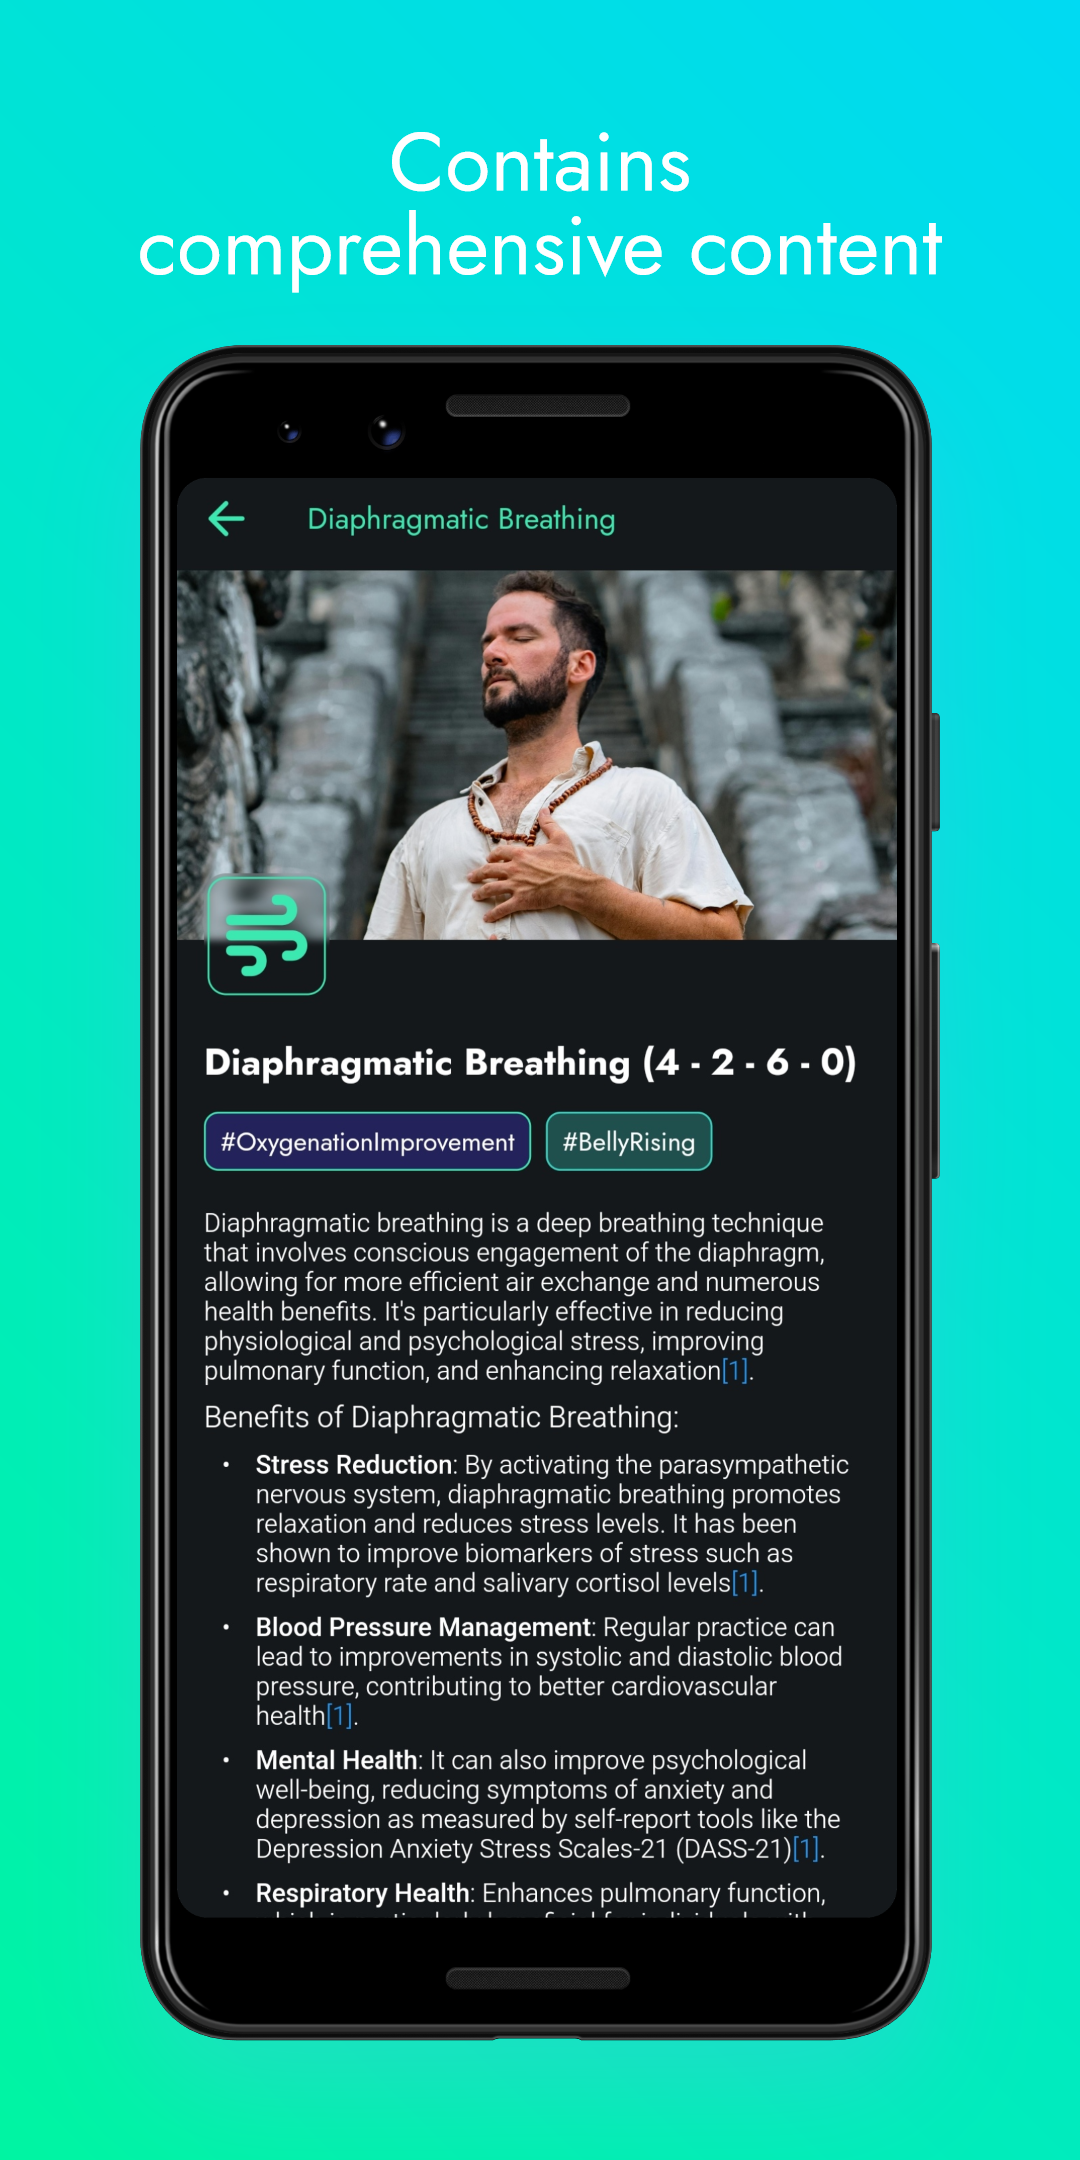 Contains
comprehensive content
Diaphragmatic Breathing
Diaphragmatic Breathing (4 - 2 - 6 - 0)
#OxygenationImprovement #BellyRising
Diaphragmatic breathing is a deep breathing technique
that involves conscious engagement of the diaphragm,
allowing for more efficient air exchange and numerous
health benefits. It's particularly effective in reducing
physiological and psychological stress, improving
pulmonary function, and enhancing relaxation[1].
Benefits of Diaphragmatic Breathing:
• Stress Reduction: By activating the parasympathetic
nervous system, diaphragmatic breathing promotes
relaxation and reduces stress levels. It has been
shown to improve biomarkers of stress such as
respiratory rate and salivary cortisol levels[1].
• Blood Pressure Management: Regular practice can
lead to improvements in systolic and diastolic blood
pressure, contributing to better cardiovascular
health[1].
• Mental Health: It can also improve psychological
well-being, reducing symptoms of anxiety and
depression as measured by self-report tools like the
Depression Anxiety Stress Scales-21 (DASS-21)[1].
• Respiratory Health: Enhances pulmonary function,